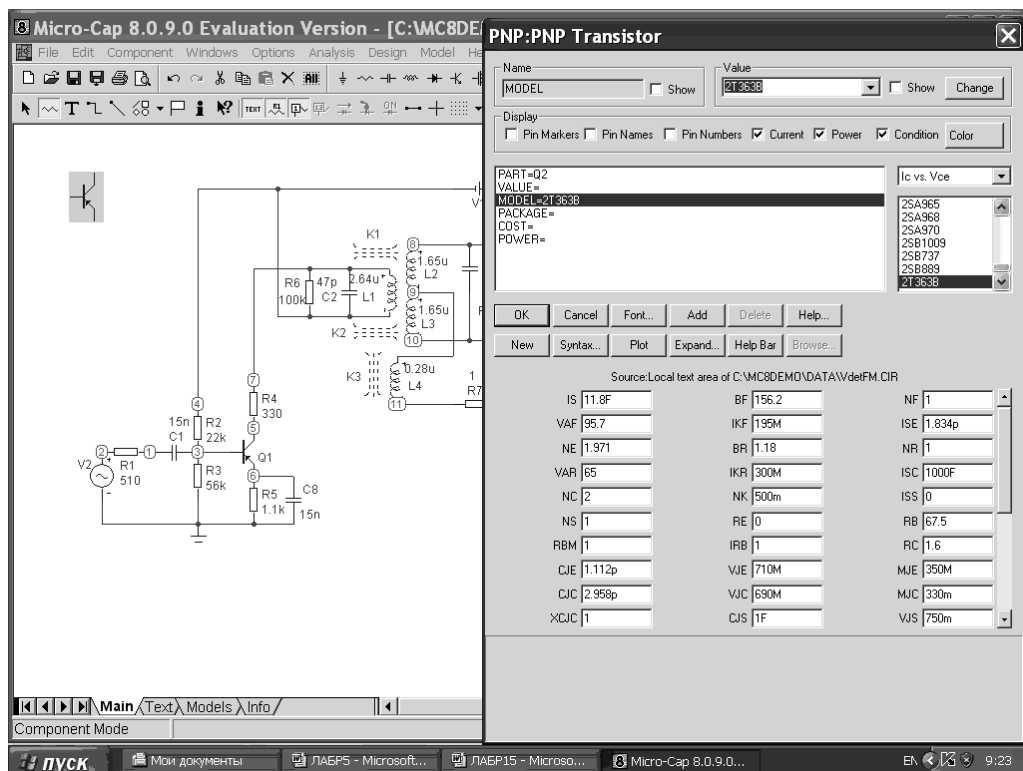 Micro-Cap 8.0.9.0 Evaluation Version - [C:\MC8DE
File Edit Component Windows Options Analysis Design Model He
T
TEXT
ON
K1
8
1.65u
L2
R6
100k
47p
C2
2.64u
L1
9
1.65u
L3
K2
10
K3
0.28u
L4
1
R7
11
7
4
R4
330
15n
C1
R2
22k
5
2
1
3
Q1
V2
R1
510
R3
56k
6
R5
1.1k
C8
15n
Main Text Models Info
Component Mode
PNP:PNP Transistor
Name
MODEL
Show
Value
2T363B
Show
Change
Display
Pin Markers Pin Names Pin Numbers Current Power Condition Color
PART=Q2
VALUE=
MODEL=2T363B
PACKAGE=
COST=
POWER=
Ic vs. Vce
2SA965
2SA968
2SA970
2SB1009
2SB737
2SB889
2T363B
OK Cancel Font... Add Delete Help...
New Syntax... Plot Expand... Help Bar Browse...
Source:Local text area of C:\MC8DEMO\DATA\VdetFM.CIR
IS 11.8F BF 156.2 NF 1
VAF 95.7 IKF 195M ISE 1.834p
NE 1.971 BR 1.18 NR 1
VAR 65 IKR 300M ISC 1000F
NC 2 NK 500m ISS 0
NS 1 RE 0 RB 67.5
RBM 1 IRB 1 RC 1.6
CJE 1.112p VJE 710M MJE 350M
CJC 2.958p VJC 690M MJC 330m
XCJC 1 CJS 1F VJS 750m
пуск
Мои документы
ЛАБР5 - Microsoft...
ЛАБР15 - Microso...
Micro-Cap 8.0.9.0...
EN
9:23